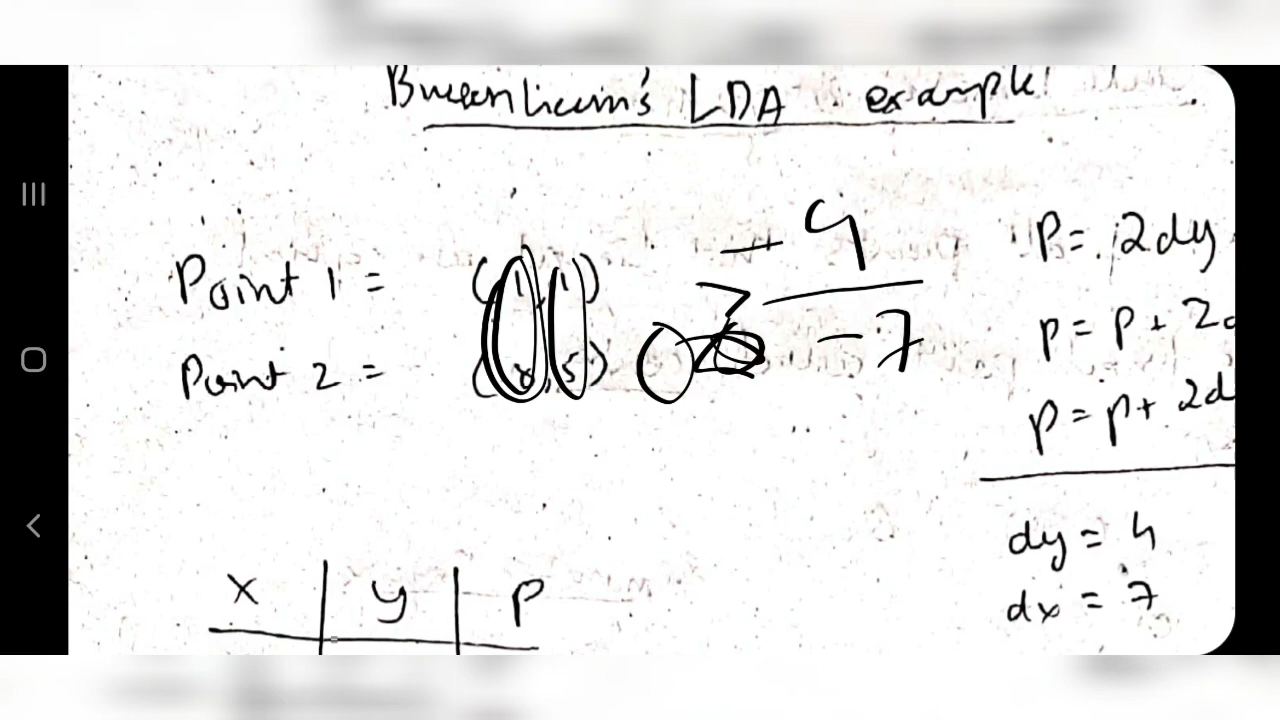 Bresenham's LDA example
Point 1 = (1, 1)
Point 2 = (8, 5)
- 4
- 7
P = 2dy
p = p + 2d
p = p + 2d
dy = 4
dx = 7
x | y | p